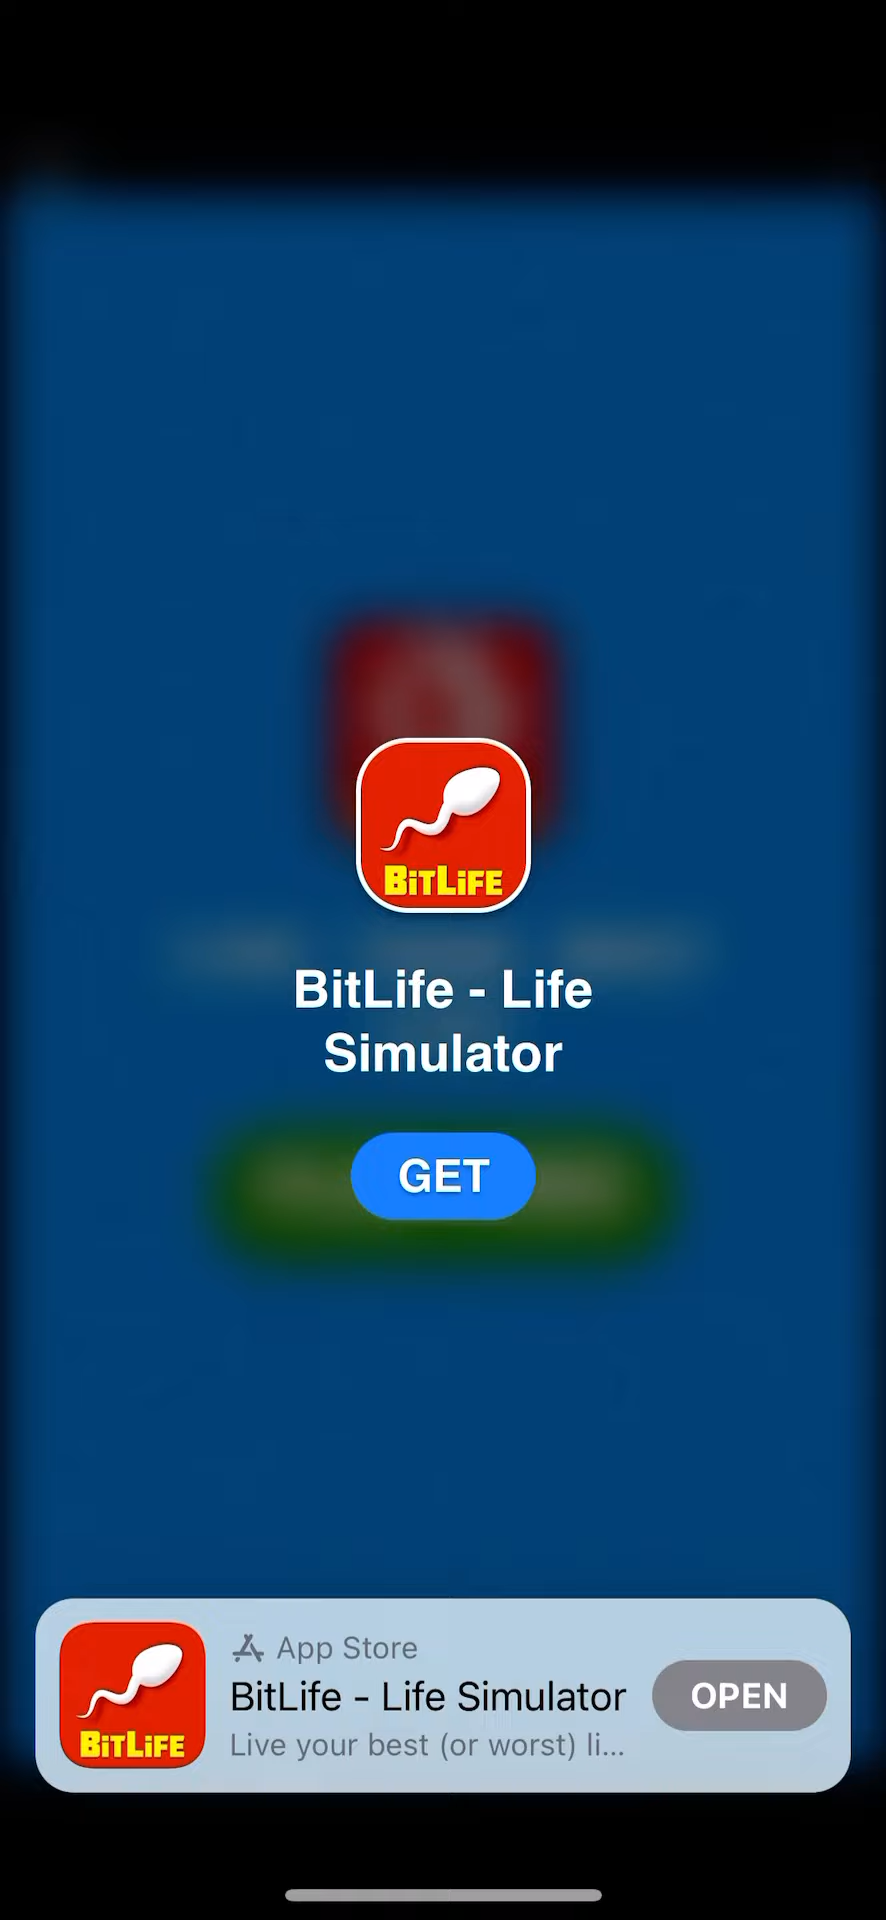 BITLIFE
BitLife - Life
Simulator
GET
App Store
BitLife - Life Simulator
Live your best (or worst) li...
OPEN
BITLIFE